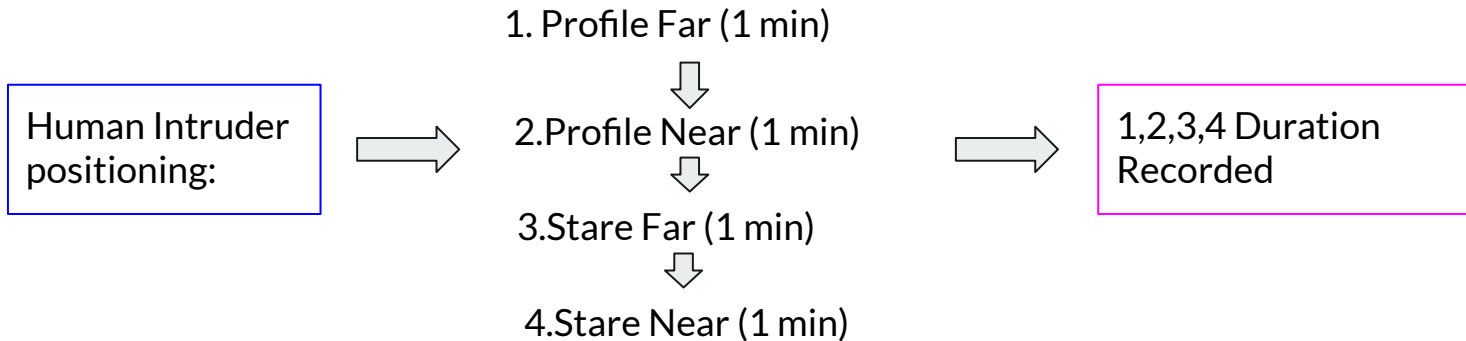 1. Profile Far (1 min)
Human Intruder
positioning:
2.Profile Near (1 min)
3.Stare Far (1 min)
4.Stare Near (1 min)
1,2,3,4 Duration
Recorded